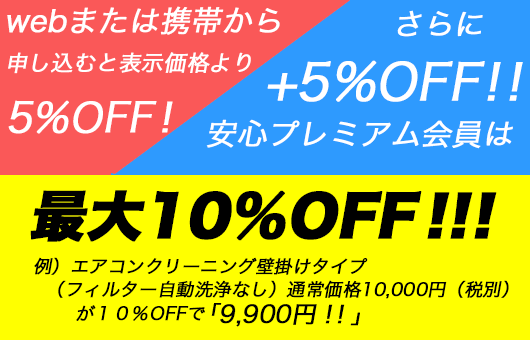 webまたは携帯から
申し込むと表示価格より
5%OFF!
さらに
+5%OFF!!
安心プレミアム会員は
最大10%OFF!!!
例）エアコンクリーニング壁掛けタイプ
（フィルター自動洗浄なし）通常価格10,000円（税別）
が１０％OFFで「9,900円!!」